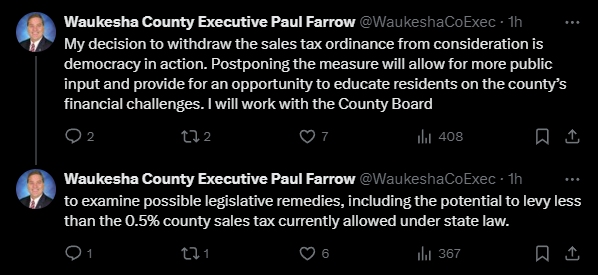 Waukesha County Executive Paul Farrow @WaukeshaCoExec · 1h
My decision to withdraw the sales tax ordinance from consideration is
democracy in action. Postponing the measure will allow for more public
input and provide for an opportunity to educate residents on the county's
financial challenges. I will work with the County Board
2 2 7 408
Waukesha County Executive Paul Farrow @WaukeshaCoExec · 1h
to examine possible legislative remedies, including the potential to levy less
than the 0.5% county sales tax currently allowed under state law.
1 1 6 367